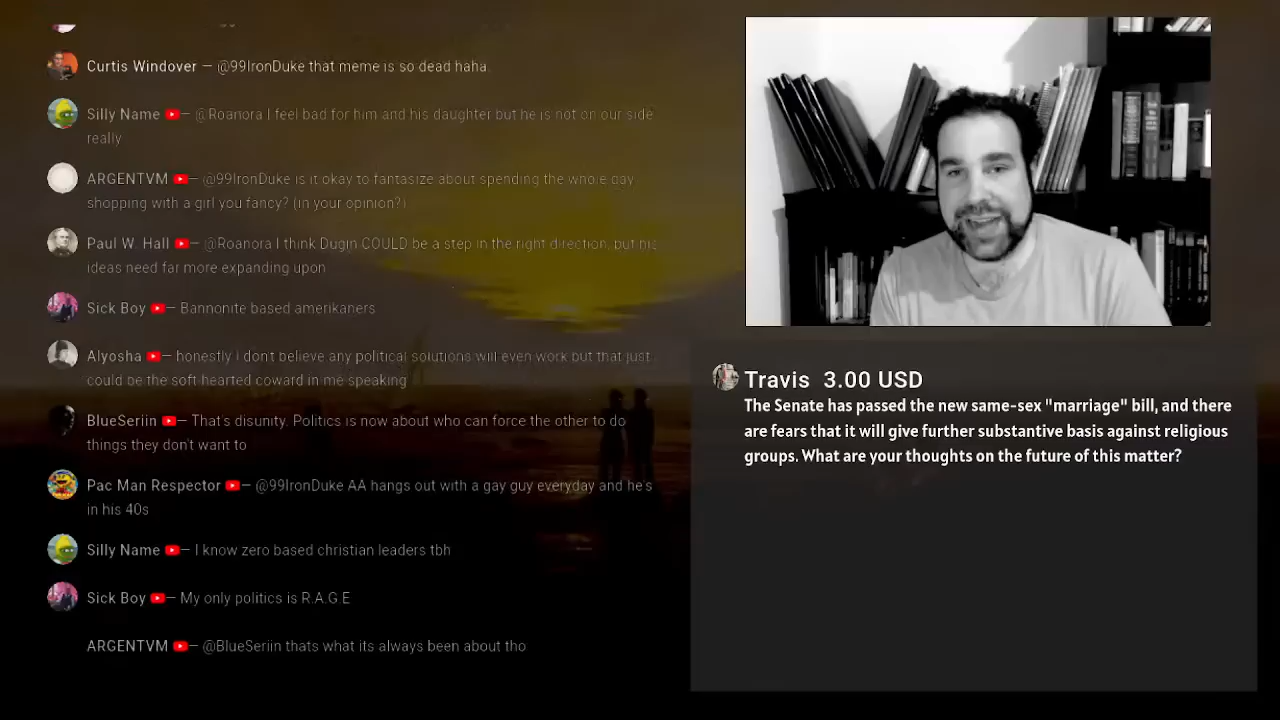 Curtis Windover — @99IronDuke that meme is so dead haha.
Silly Name — @Roanora I feel bad for him and his daughter but he is not on our side
really
ARGENTVM — @99IronDuke is it okay to fantasize about spending the whole day
shopping with a girl you fancy? (in your opinion?)
Paul W. Hall — @Roanora I think Dugin COULD be a step in the right direction, but his
ideas need far more expanding upon
Sick Boy — Bannonite based amerikaners
Alyosha — honestly i dont believe any political solutions will even work but that just
could be the soft-hearted coward in me speaking
BlueSeriin — That's disunity. Politics is now about who can force the other to do
things they don't want to
Pac Man Respector — @99IronDuke AA hangs out with a gay guy everyday and he's
in his 40s
Silly Name — I know zero based christian leaders tbh
Sick Boy — My only politics is R.A.G.E
ARGENTVM — @BlueSeriin thats what its always been about tho
Travis 3.00 USD
The Senate has passed the new same-sex "marriage" bill, and there
are fears that it will give further substantive basis against religious
groups. What are your thoughts on the future of this matter?